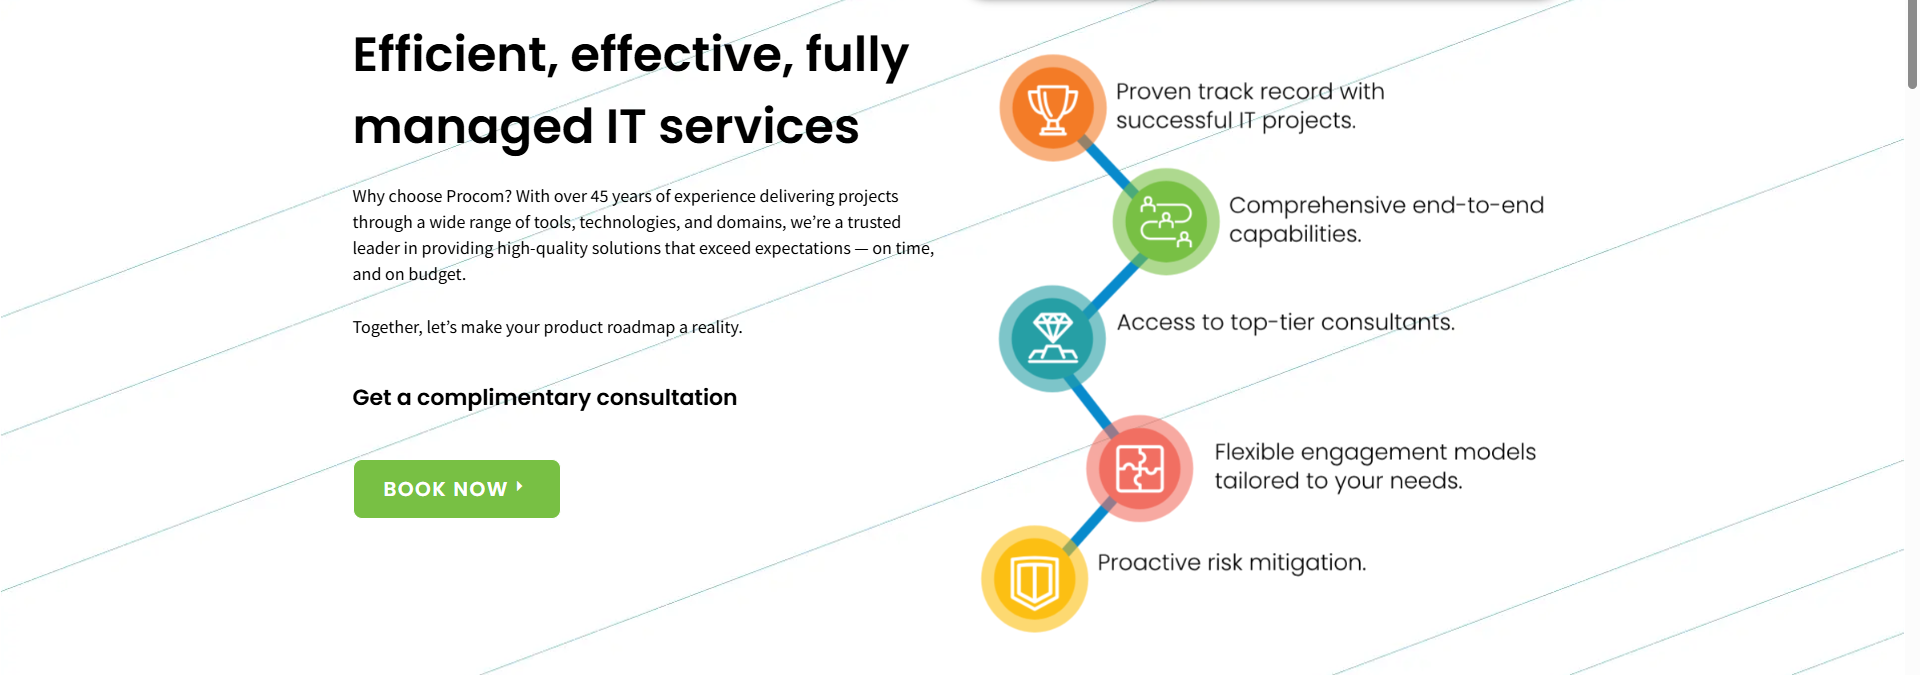 Efficient, effective, fully
managed IT services
Why choose Procom? With over 45 years of experience delivering projects
through a wide range of tools, technologies, and domains, we’re a trusted
leader in providing high-quality solutions that exceed expectations — on time,
and on budget.
Together, let’s make your product roadmap a reality.
Get a complimentary consultation
BOOK NOW
Proven track record with
successful IT projects.
Comprehensive end-to-end
capabilities.
Access to top-tier consultants.
Flexible engagement models
tailored to your needs.
Proactive risk mitigation.